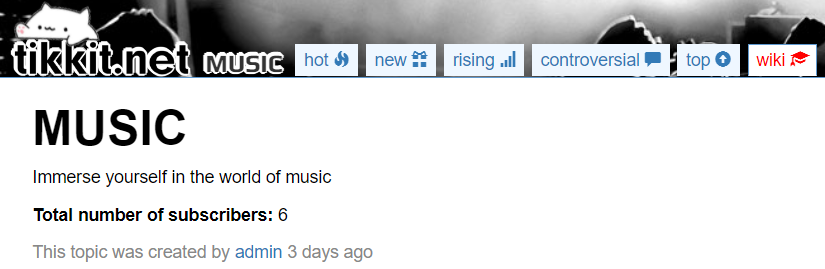 tikkit.net MUSIC hot new rising controversial top wiki
MUSIC
Immerse yourself in the world of music
Total number of subscribers: 6
This topic was created by admin 3 days ago